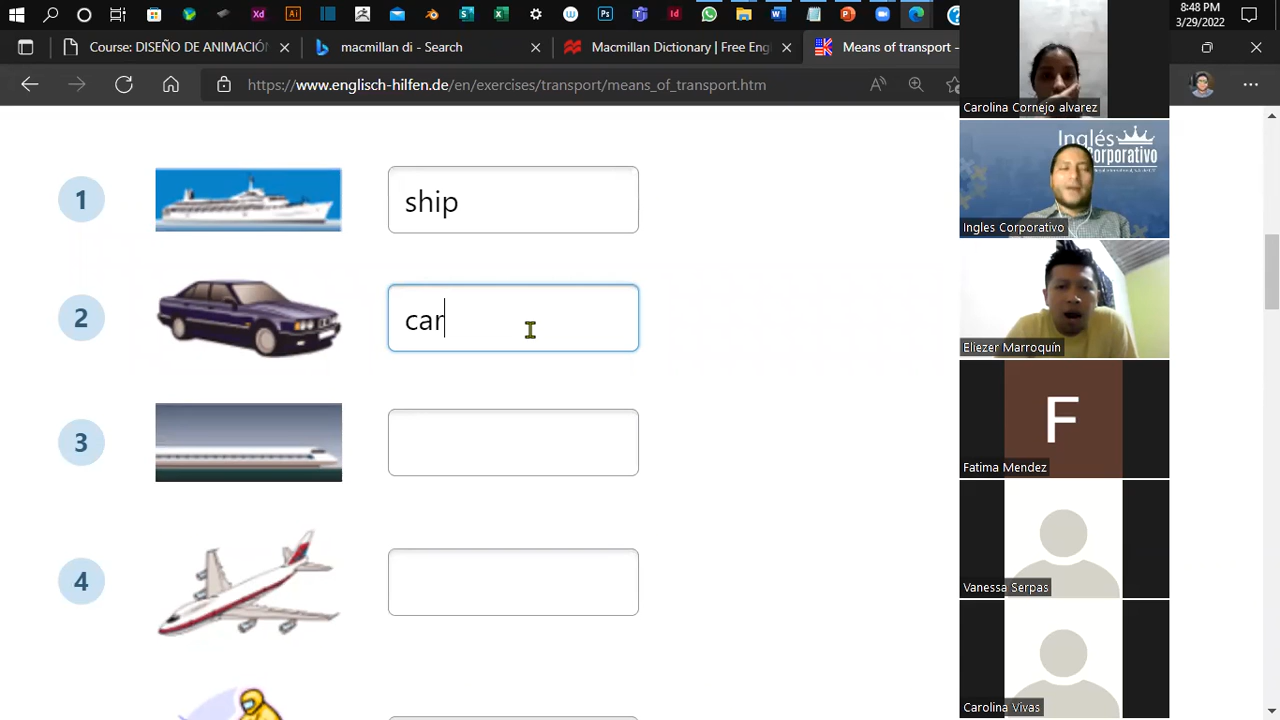 8:48 PM
3/29/2022
Course: DISEÑO DE ANIMACIÓN
macmillan di - Search
Macmillan Dictionary | Free Eng
Means of transport -
https://www.englisch-hilfen.de/en/exercises/transport/means_of_transport.htm
1
ship
2
car
3
4
Carolina Cornejo alvarez
Inglés
Corporativo
Ingles Corporativo
Eliezer Marroquín
F
Fatima Mendez
Vanessa Serpas
Carolina Vivas